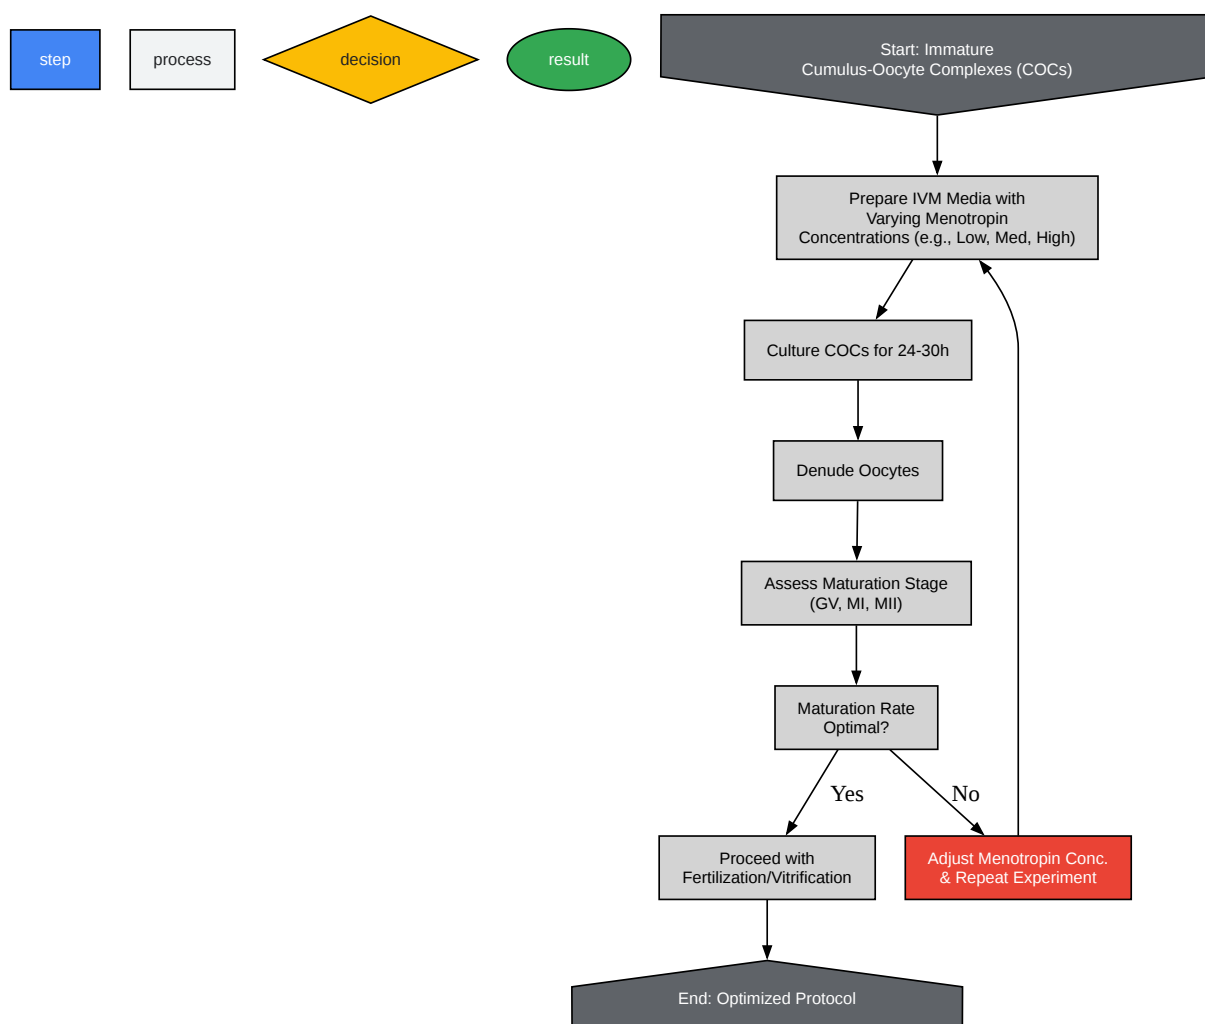 step
process
decision
result
Start: Immature
Cumulus-Oocyte Complexes (COCs)
Prepare IVM Media with
Varying Menotropin
Concentrations (e.g., Low, Med, High)
Culture COCs for 24-30h
Denude Oocytes
Assess Maturation Stage
(GV, MI, MII)
Maturation Rate
Optimal?
Yes
No
Proceed with
Fertilization/Vitrification
Adjust Menotropin Conc.
& Repeat Experiment
End: Optimized Protocol